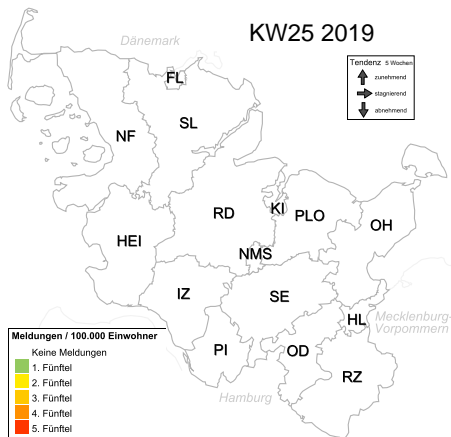 KW25 2019
Dänemark
Tendenz 5 Wochen
zunehmend
stagnierend
abnehmend
FL
SL
NF
RD
KI
PLO
OH
HEI
NMS
IZ
SE
HL
Mecklenburg-
Vorpommern
PI
OD
RZ
Hamburg
Meldungen / 100.000 Einwohner
Keine Meldungen
1. Fünftel
2. Fünftel
3. Fünftel
4. Fünftel
5. Fünftel